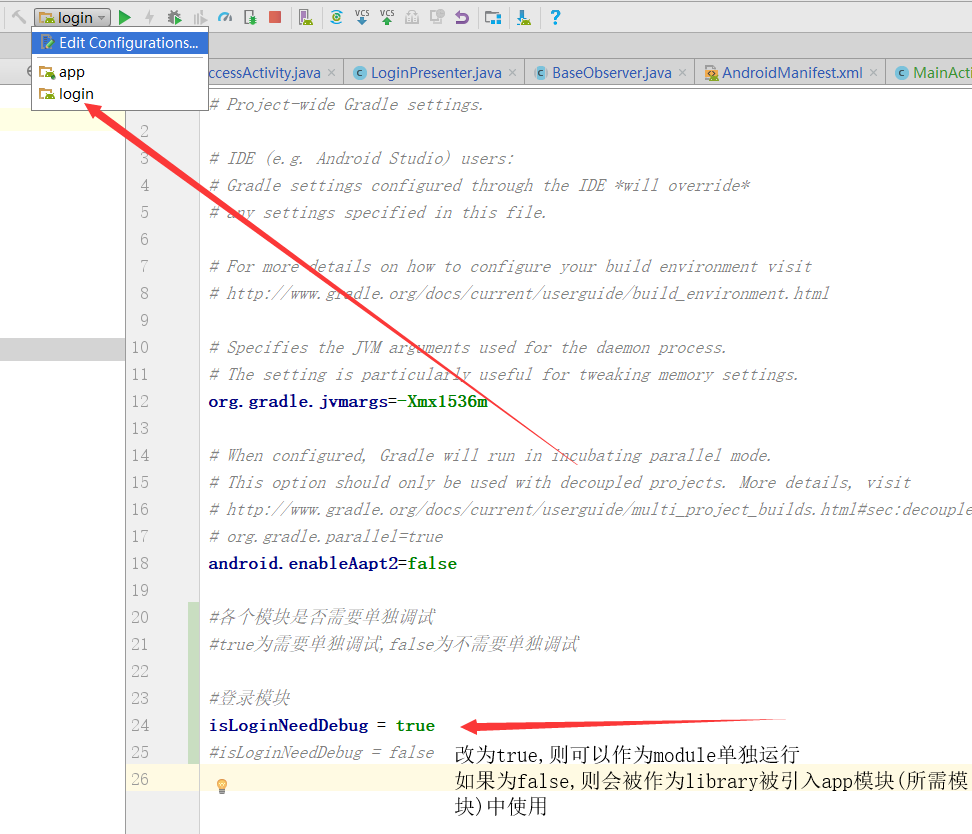 login
VCS
VCS
?
Edit Configurations...
app
login
ccessActivity.java
LoginPresenter.java
BaseObserver.java
AndroidManifest.xml
MainActi
# Project-wide Gradle settings.
2
3 # IDE (e.g. Android Studio) users:
4 # Gradle settings configured through the IDE *will override*
5 # any settings specified in this file.
6
7 # For more details on how to configure your build environment visit
8 # http://www.gradle.org/docs/current/userguide/build_environment.html
9
10 # Specifies the JVM arguments used for the daemon process.
11 # The setting is particularly useful for tweaking memory settings.
12 org.gradle.jvmargs=-Xmx1536m
13
14 # When configured, Gradle will run in incubating parallel mode.
15 # This option should only be used with decoupled projects. More details, visit
16 # http://www.gradle.org/docs/current/userguide/multi_project_builds.html#sec:decouple
17 # org.gradle.parallel=true
18 android.enableAapt2=false
19
20 #各个模块是否需要单独调试
21 #true为需要单独调试,false为不需要单独调试
22
23 #登录模块
24 isLoginNeedDebug = true
25 #isLoginNeedDebug = false
26
改为true,则可以作为module单独运行
如果为false,则会被作为library被引入app模块(所需模
块)中使用